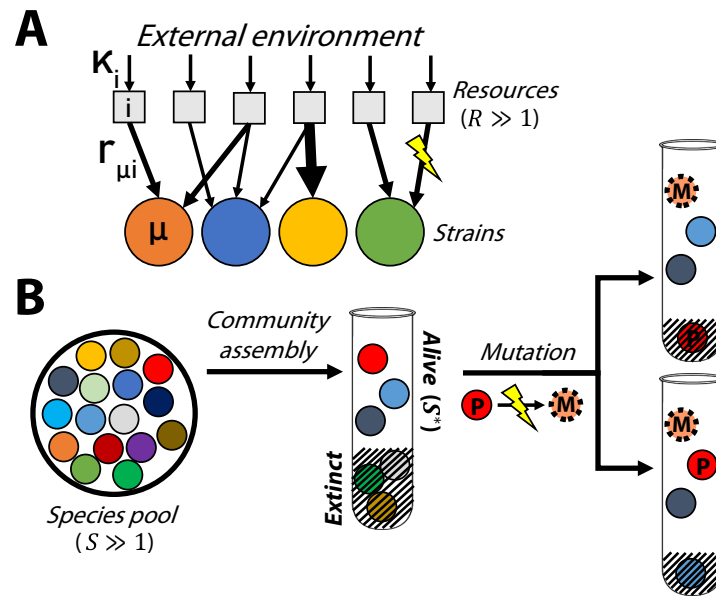 A
External environment
κi
i
Resources
(R ≫ 1)
rμi
μ
Strains
B
Community
assembly
Alive (S*)
Extinct
Species pool
(S ≫ 1)
Mutation
P
M
M
P
M
P